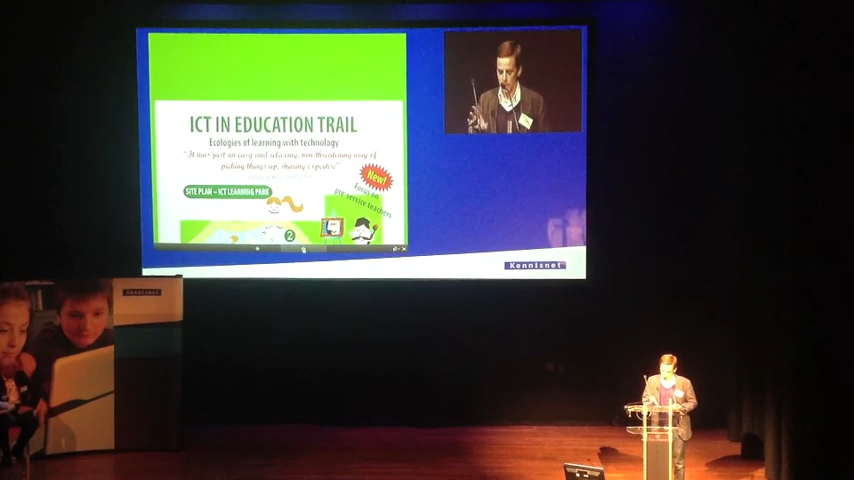 ICT IN EDUCATION TRAIL
Ecologies of learning with technology
"It was just an easy and relaxing, non-threatening way of
picking things up, sharing expertise"
New!
Focus on
pre-service teachers
SITE PLAN – ICT LEARNING PARK
2
Kennisnet
Kennisnet